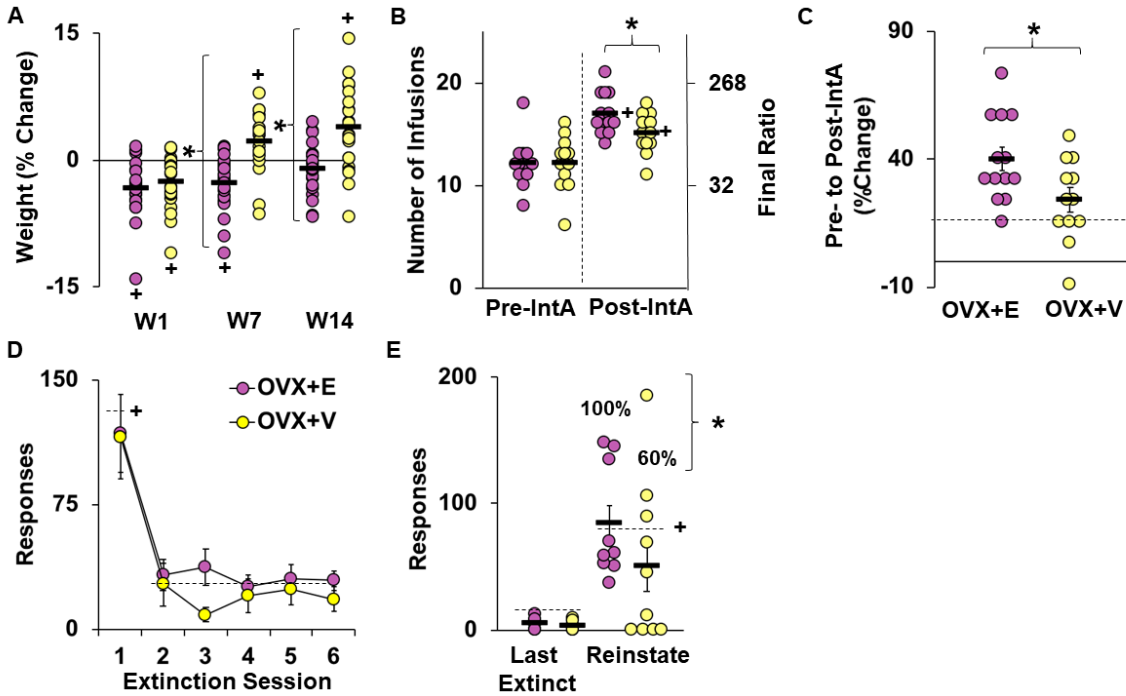 A
Weight (% Change)
15
0
-15
+
+
*
+
+
*
+
W1 W7 W14
B
Number of Infusions
20
10
0
*
+
+
268
32
Final Ratio
Pre-IntA Post-IntA
C
Pre- to Post-IntA
(%Change)
90
40
-10
*
OVX+E OVX+V
D
Responses
150
75
0
+
OVX+E
OVX+V
1 2 3 4 5 6
Extinction Session
E
Responses
200
100
0
100%
60%
*
+
Last Reinstate
Extinct